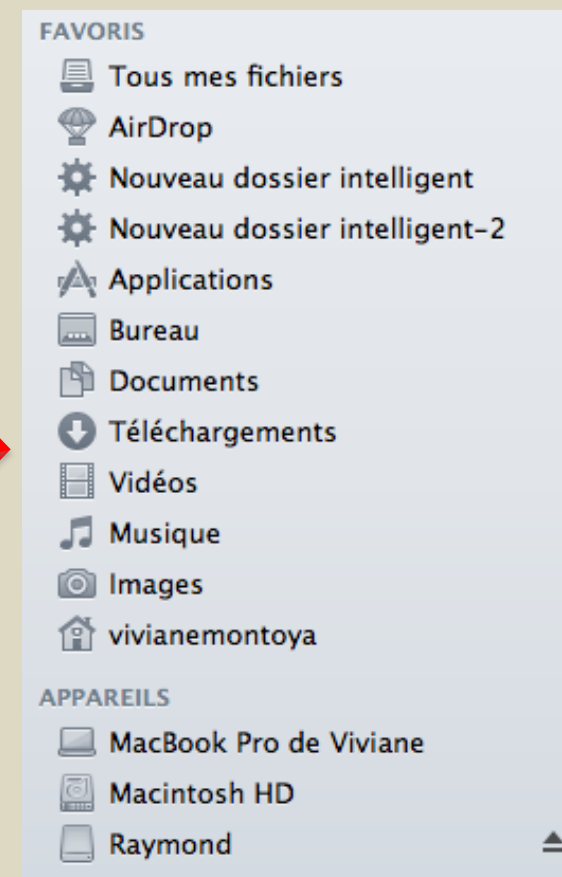 FAVORIS
Tous mes fichiers
AirDrop
Nouveau dossier intelligent
Nouveau dossier intelligent-2
Applications
Bureau
Documents
Téléchargements
Vidéos
Musique
Images
vivianemontoya
APPAREILS
MacBook Pro de Viviane
Macintosh HD
Raymond